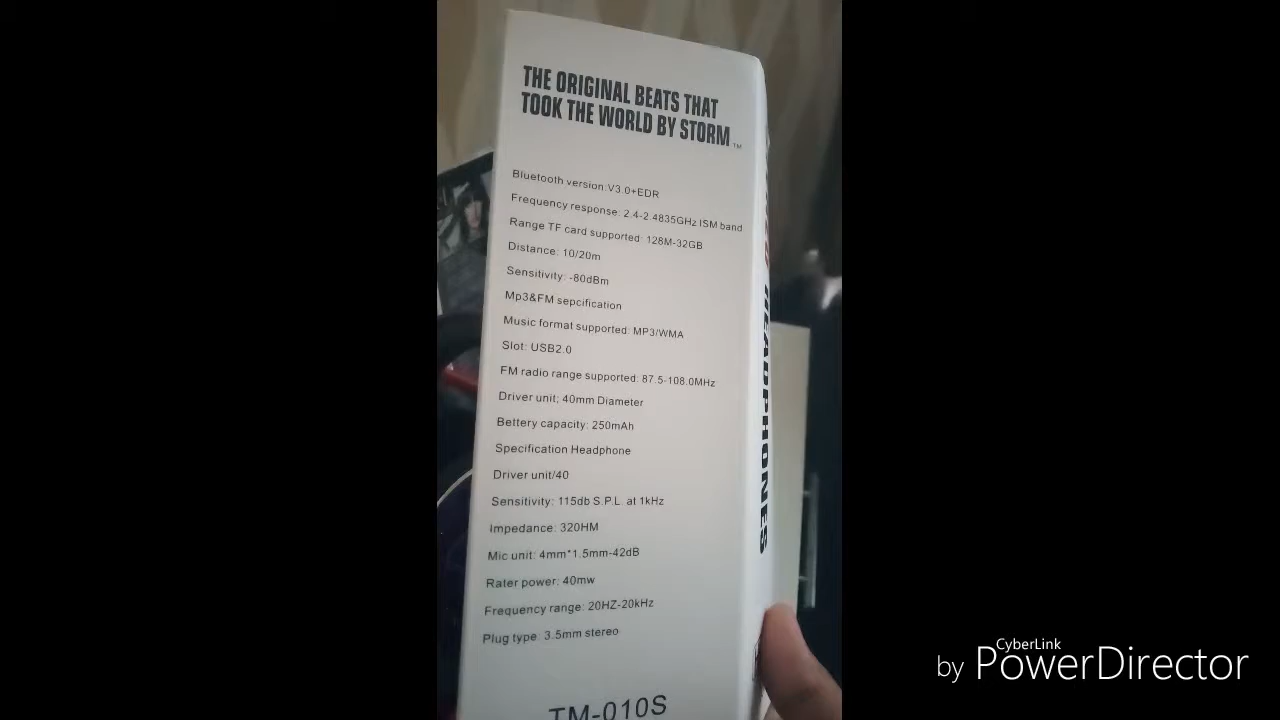 THE ORIGINAL BEATS THAT
TOOK THE WORLD BY STORM™
Bluetooth version:V3.0+EDR
Frequency response: 2.4-2.4835GHz ISM band
Range TF card supported: 128M-32GB
Distance: 10/20m
Sensitivity: -80dBm
Mp3&FM sepcification
Music format supported: MP3/WMA
Slot: USB2.0
FM radio range supported: 87.5-108.0MHz
Driver unit; 40mm Diameter
Bettery capacity: 250mAh
Specification Headphone
Driver unit/40
Sensitivity: 115db S.P.L. at 1kHz
Impedance: 320HM
Mic unit: 4mm*1.5mm-42dB
Rater power: 40mw
Frequency range: 20HZ-20kHz
Plug type: 3.5mm stereo
TM-010S
HEADPHONES
by CyberLink
PowerDirector